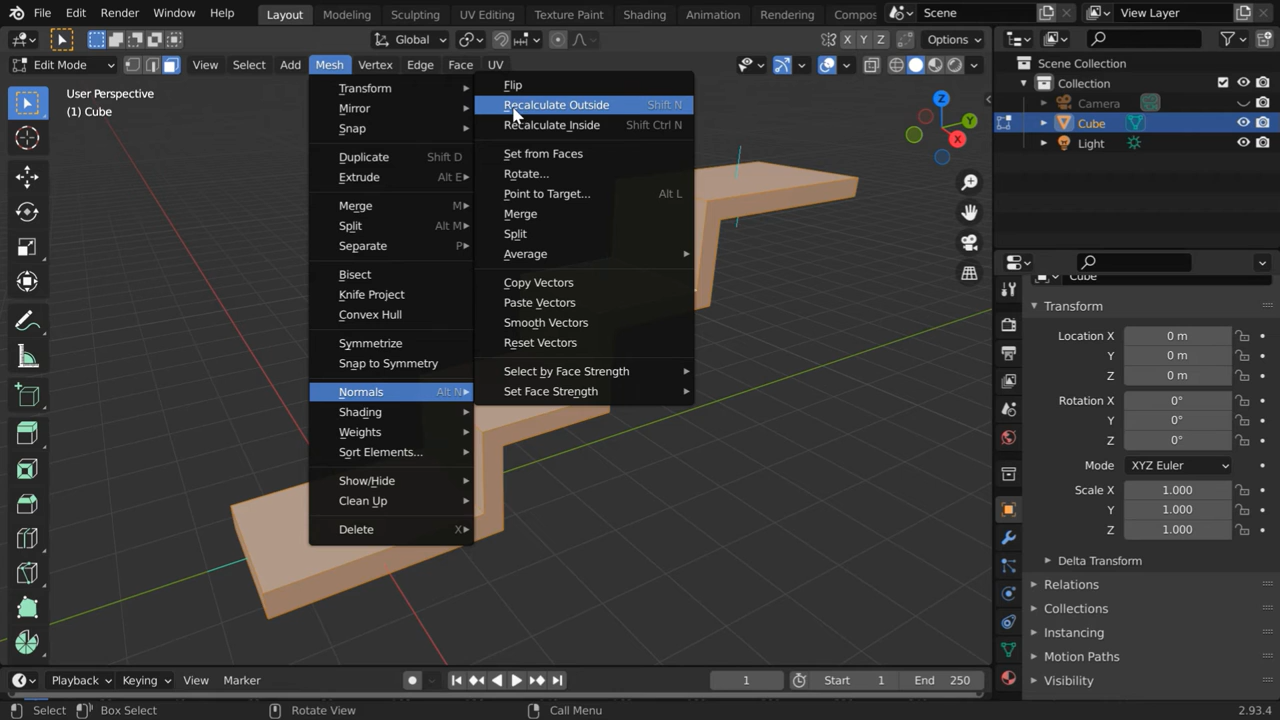 File Edit Render Window Help Layout Modeling Sculpting UV Editing Texture Paint Shading Animation Rendering Compos Scene View Layer
Global X Y Z Options
Edit Mode View Select Add Mesh Vertex Edge Face UV
User Perspective
(1) Cube
Transform
Mirror
Snap
Duplicate Shift D
Extrude Alt E
Merge M
Split Alt M
Separate P
Bisect
Knife Project
Convex Hull
Symmetrize
Snap to Symmetry
Normals Alt N
Shading
Weights
Sort Elements...
Show/Hide
Clean Up
Delete X
Flip
Recalculate Outside Shift N
Recalculate Inside Shift Ctrl N
Set from Faces
Rotate...
Point to Target... Alt L
Merge
Split
Average
Copy Vectors
Paste Vectors
Smooth Vectors
Reset Vectors
Select by Face Strength
Set Face Strength
Z
X
Scene Collection
Collection
Camera
Cube
Light
Cube
Transform
Location X 0 m
Y 0 m
Z 0 m
Rotation X 0°
Y 0°
Z 0°
Mode XYZ Euler
Scale X 1.000
Y 1.000
Z 1.000
Delta Transform
Relations
Collections
Instancing
Motion Paths
Visibility
Playback Keying View Marker 1 Start 1 End 250
Select Box Select Rotate View Call Menu 2.93.4